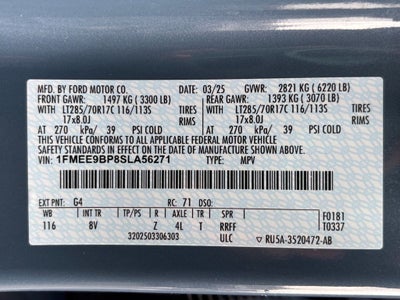 MFD. BY FORD MOTOR CO. 03/25 GVWR: 2821 KG ( 6220 LB)
FRONT GAWR: 1497 KG ( 3300 LB) REAR GAWR: 1393 KG ( 3070 LB)
WITH LT285/70R17C 116/113S TIRES WITH LT285/70R17C 116/113S TIRES
17x8.0J RIMS 17x8.0J RIMS
AT 270 kPa/ 39 PSI COLD AT 270 kPa/ 39 PSI COLD
THIS VEHICLE CONFORMS TO ALL APPLICABLE FEDERAL MOTOR VEHICLE
SAFETY STANDARDS IN EFFECT ON THE DATE OF MANUFACTURE SHOWN ABOVE.
VIN: 1FMEE9BP8SLA56271 TYPE: MPV
EXT PNT: G4 RC: 71 DSO: F0181
WB BRK INT TR TP/PS R AXLE TR SPR T0337
116 BV Z 4L T RRFF
3202503306303 ULC RU5A-3520472-AB